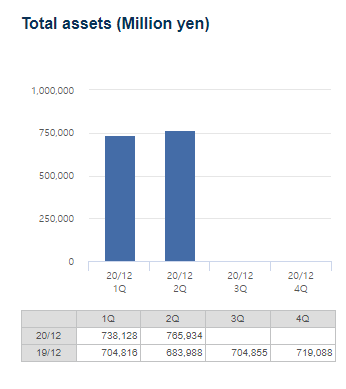 Total assets (Million yen)
1,000,000
750,000
500,000
250,000
0
20/12 20/12 20/12 20/12
1Q 2Q 3Q 4Q
1Q 2Q 3Q 4Q
20/12 738,128 765,934
19/12 704,816 683,988 704,855 719,088